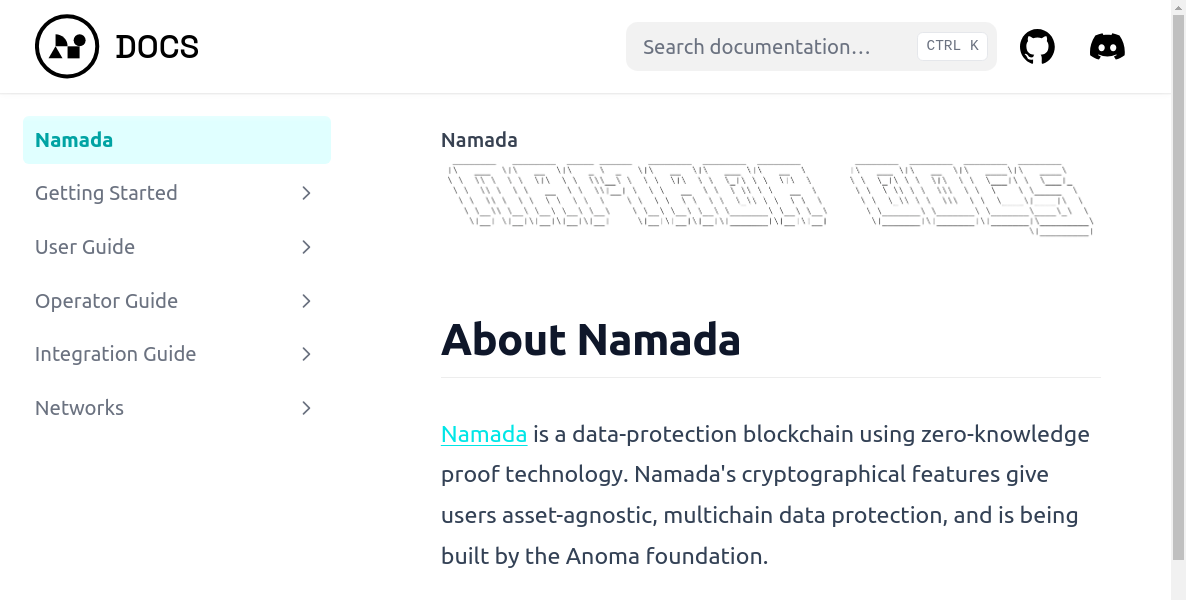 DOCS
Search documentation…
CTRL K
Namada
Getting Started
User Guide
Operator Guide
Integration Guide
Networks
Namada
NAMADA DOCS
About Namada
Namada is a data-protection blockchain using zero-knowledge
proof technology. Namada's cryptographical features give
users asset-agnostic, multichain data protection, and is being
built by the Anoma foundation.